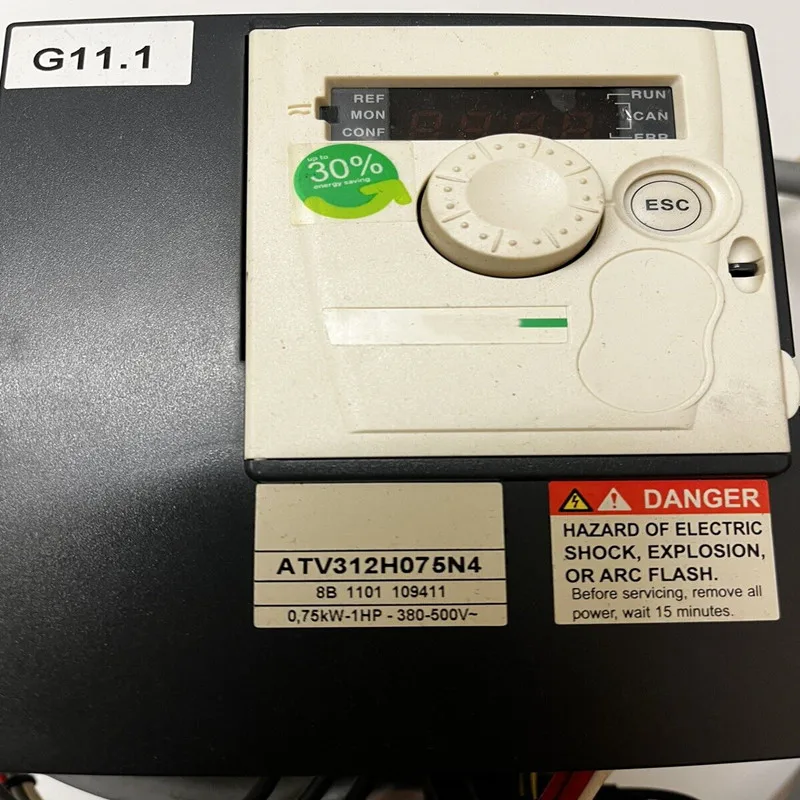 G11.1
REF
MON
CONF
RUN
CAN
ERR
up to
30%
energy saving
ESC
ATV312H075N4
8B 1101 109411
0,75kW-1HP - 380-500V~
DANGER
HAZARD OF ELECTRIC
SHOCK, EXPLOSION,
OR ARC FLASH.
Before servicing, remove all
power, wait 15 minutes.